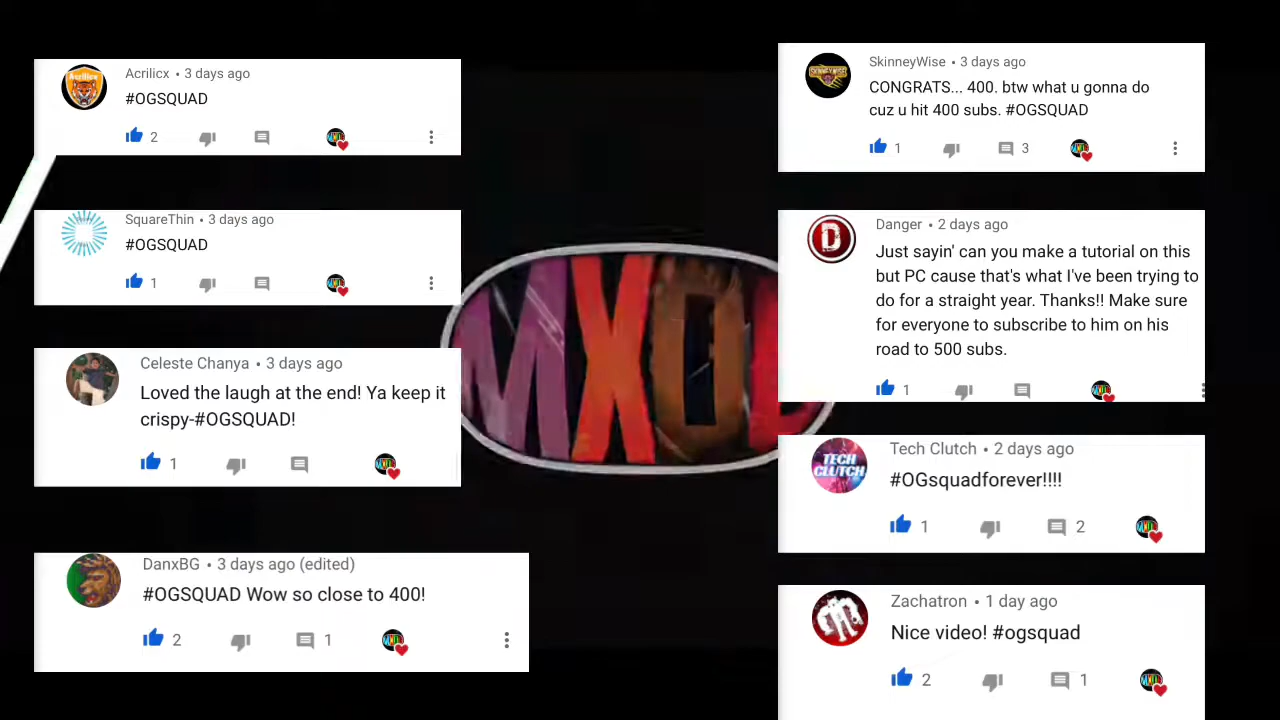 Acrilicx • 3 days ago
#OGSQUAD
2
SquareThin • 3 days ago
#OGSQUAD
1
Celeste Chanya • 3 days ago
Loved the laugh at the end! Ya keep it
crispy-#OGSQUAD!
1
DanxBG • 3 days ago (edited)
#OGSQUAD Wow so close to 400!
2 1
MXO
SkinneyWise • 3 days ago
CONGRATS... 400. btw what u gonna do
cuz u hit 400 subs. #OGSQUAD
1 3
D
Danger • 2 days ago
Just sayin' can you make a tutorial on this
but PC cause that's what I've been trying to
do for a straight year. Thanks!! Make sure
for everyone to subscribe to him on his
road to 500 subs.
1
TECH
CLUTCH
Tech Clutch • 2 days ago
#OGsquadforever!!!!
1 2
Zachatron • 1 day ago
Nice video! #ogsquad
2 1